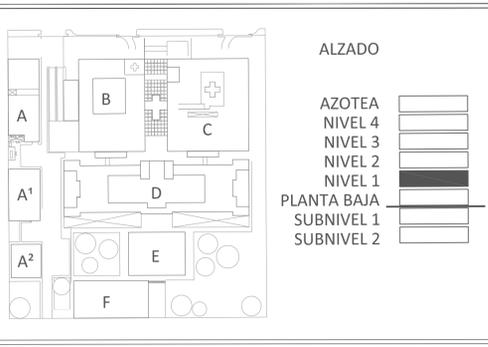 ALZADO
B
A
C
A¹
D
A²
E
F
AZOTEA
NIVEL 4
NIVEL 3
NIVEL 2
NIVEL 1
PLANTA BAJA
SUBNIVEL 1
SUBNIVEL 2